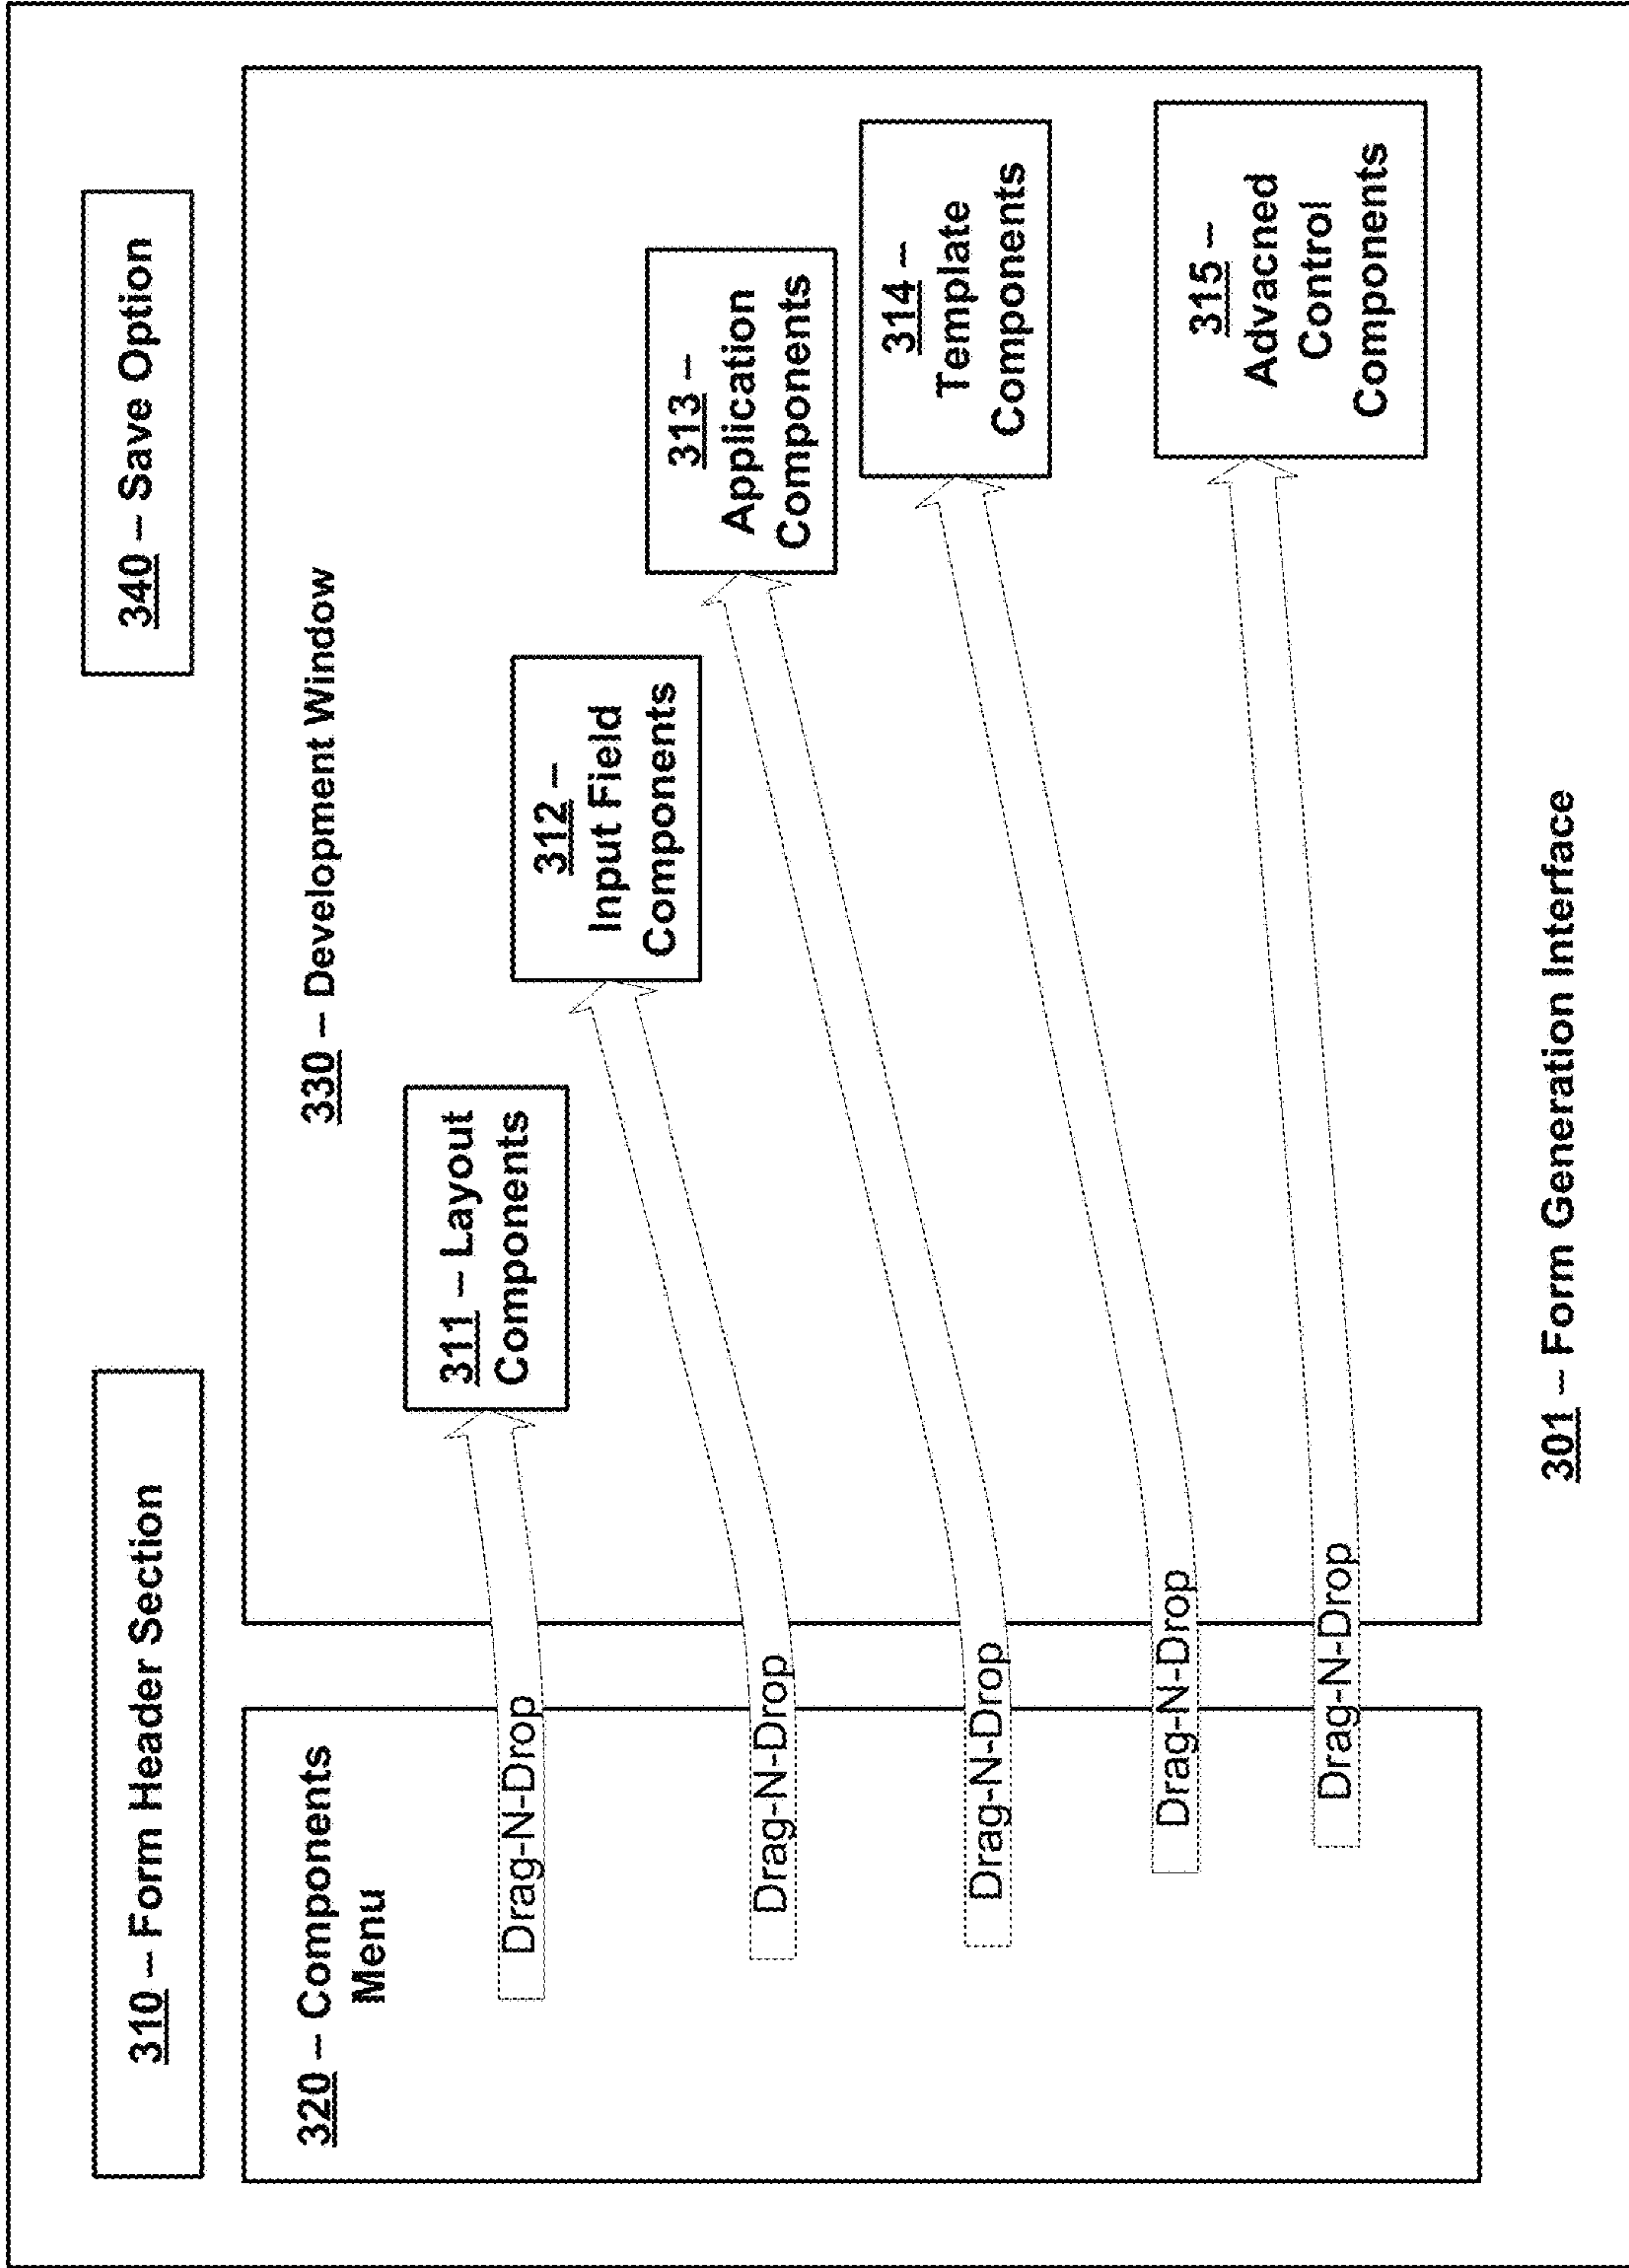 310 – Form Header Section
340 – Save Option
320 – Components
Menu
330 – Development Window
311 – Layout
Components
Drag-N-Drop
312 –
Input Field
Components
Drag-N-Drop
313 –
Application
Components
Drag-N-Drop
314 –
Template
Components
Drag-N-Drop
315 –
Advacned
Control
Components
Drag-N-Drop
301 – Form Generation Interface